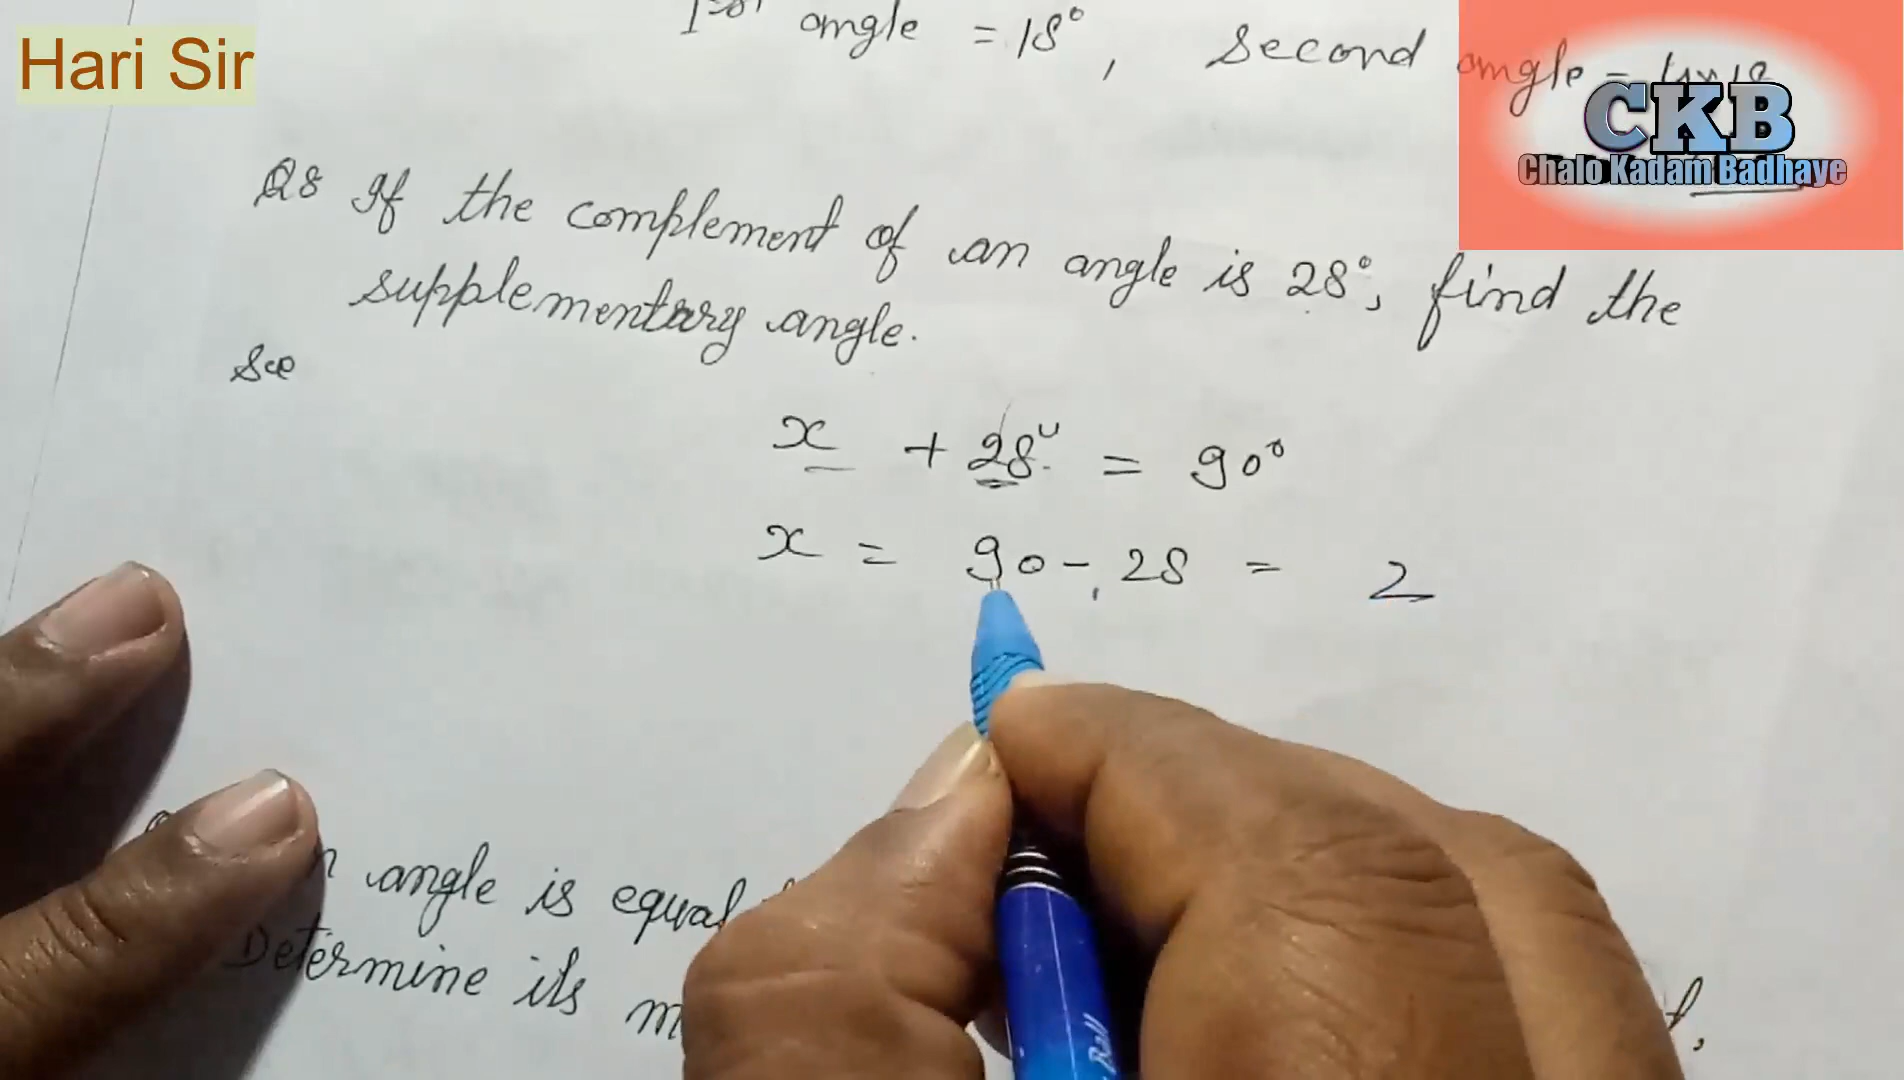 Hari Sir
angle = 18°, Second angle =
CKB
Chalo Kadam Badhaye
Q8 If the complement of an angle is 28°, find the
supplementary angle.
x + 28° = 90°
x = 90 - 28 = 2
angle is equal
Determine its
Ball